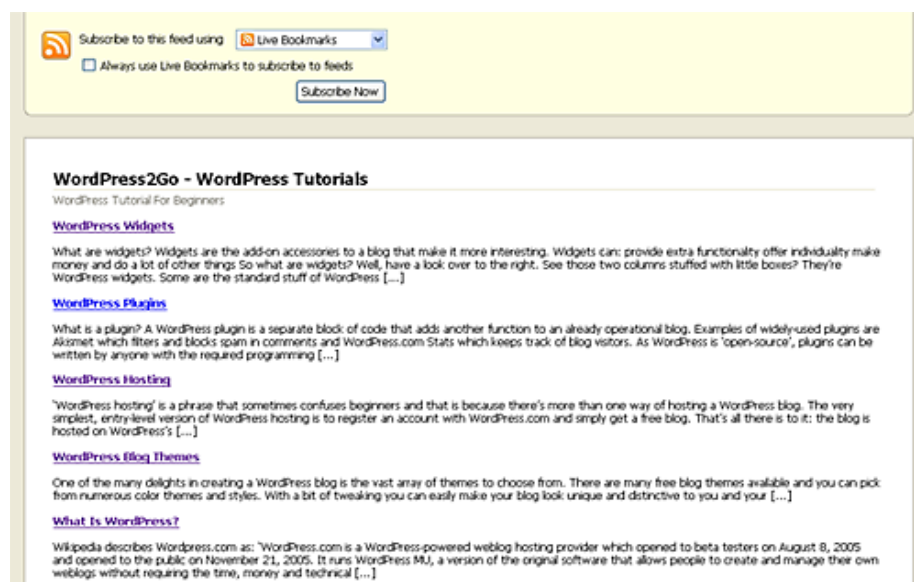 Subscribe to this feed using Live Bookmarks
Always use Live Bookmarks to subscribe to feeds
Subscribe Now
WordPress2Go - WordPress Tutorials
WordPress Tutorial For Beginners
WordPress Widgets
What are widgets? Widgets are the add-on accessories to a blog that make it more interesting. Widgets can: provide extra functionality offer individuality make
money and do a lot of other things So what are widgets? Well, have a look over to the right. See those two columns stuffed with little boxes? They're
WordPress widgets. Some are the standard stuff of WordPress [...]
WordPress Plugins
What is a plugin? A WordPress plugin is a separate block of code that adds another function to an already operational blog. Examples of widely-used plugins are
Akismet which filters and blocks spam in comments and WordPress.com Stats which keeps track of blog visitors. As WordPress is 'open-source', plugins can be
written by anyone with the required programming [...]
WordPress Hosting
'WordPress hosting' is a phrase that sometimes confuses beginners and that is because there's more than one way of hosting a WordPress blog. The very
simplest, entry-level version of WordPress hosting is to register an account with WordPress.com and simply get a free blog. That's all there is to it: the blog is
hosted on WordPress's [...]
WordPress Blog Themes
One of the many delights in creating a WordPress blog is the vast array of themes to choose from. There are many free blog themes available and you can pick
from numerous color themes and styles. With a bit of tweaking you can easily make your blog look unique and distinctive to you and your [...]
What Is WordPress?
Wikipedia describes Wordpress.com as: 'WordPress.com is a WordPress-powered weblog hosting provider which opened to beta testers on August 8, 2005
and opened to the public on November 21, 2005. It runs WordPress MU, a version of the original software that allows people to create and manage their own
weblogs without requiring the time, money and technical [...]